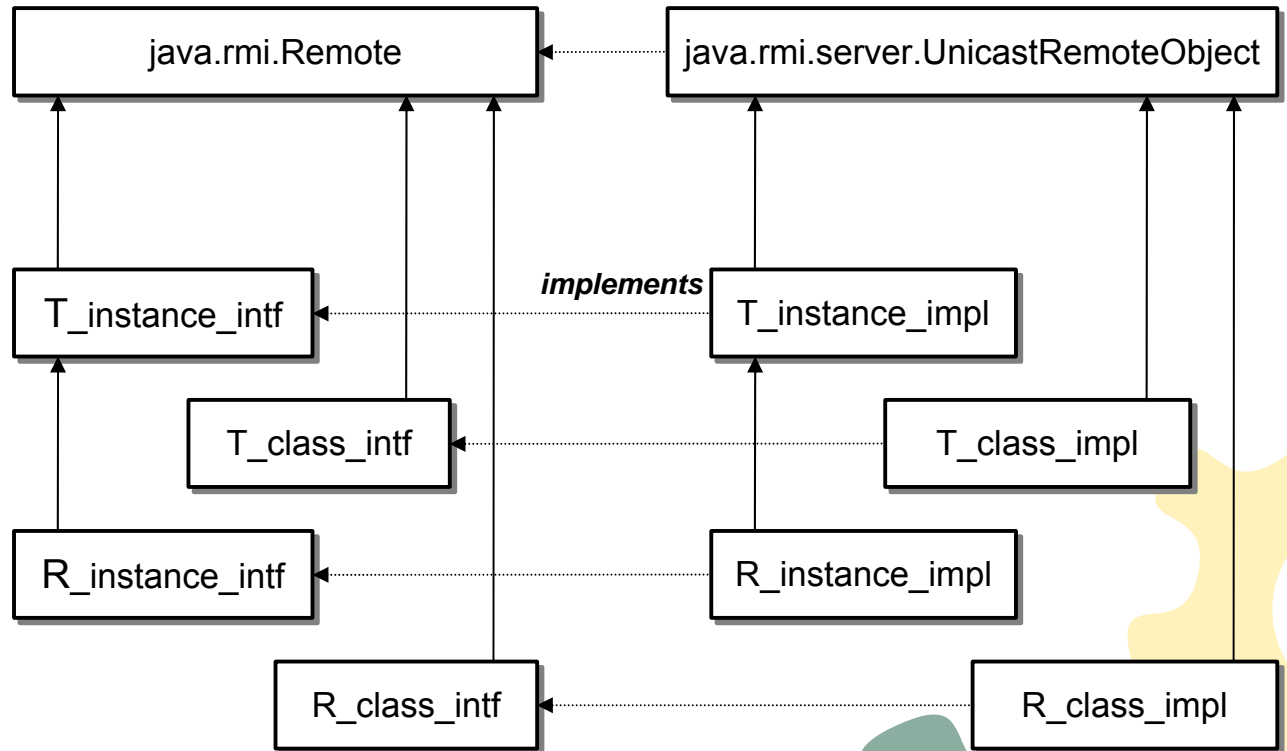 java.rmi.Remote
java.rmi.server.UnicastRemoteObject
implements
T_instance_intf
T_instance_impl
T_class_intf
T_class_impl
R_instance_intf
R_instance_impl
R_class_intf
R_class_impl